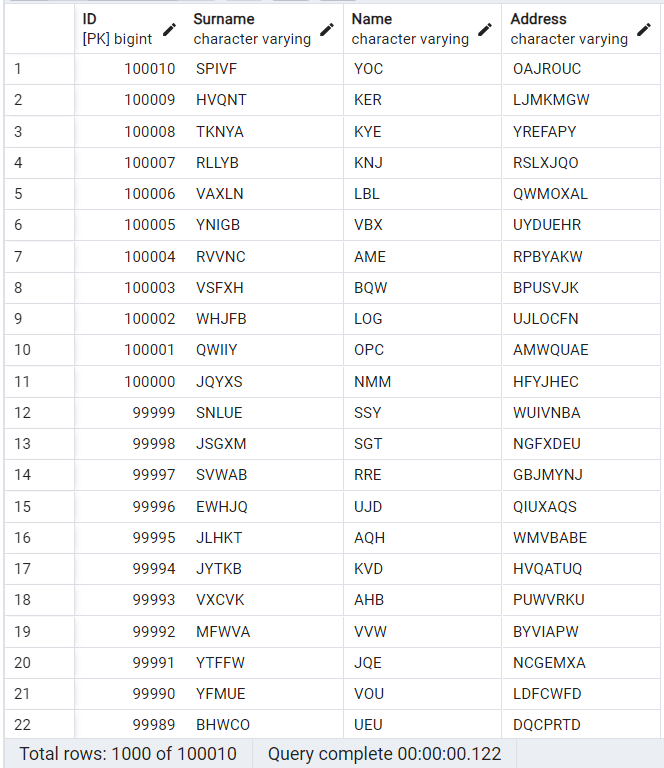 ID Surname Name Address
[PK] bigint character varying character varying character varying
1 100010 SPIVF YOC OAJROUC
2 100009 HVQNT KER LJMKMGW
3 100008 TKNYA KYE YREFAPY
4 100007 RLLYB KNJ RSLXJQO
5 100006 VAXLN LBL QWMOXAL
6 100005 YNIGB VBX UYDUEHR
7 100004 RVVNC AME RPBYAKW
8 100003 VSFXH BQW BPUSVJK
9 100002 WHJFB LOG UJLOCFN
10 100001 QWIIY OPC AMWQUAE
11 100000 JQYXS NMM HFYJHEC
12 99999 SNLUE SSY WUIVNBA
13 99998 JSGXM SGT NGFXDEU
14 99997 SVWAB RRE GBJMYNJ
15 99996 EWHJQ UJD QIUXAQS
16 99995 JLHKT AQH WMVBABE
17 99994 JYTKB KVD HVQATUQ
18 99993 VXCVK AHB PUWVRKU
19 99992 MFWVA VVW BYVIAPW
20 99991 YTFFW JQE NCGEMXA
21 99990 YFMUE VOU LDFCWFD
22 99989 BHWCO UEU DQCPRTD
Total rows: 1000 of 100010 Query complete 00:00:00.122